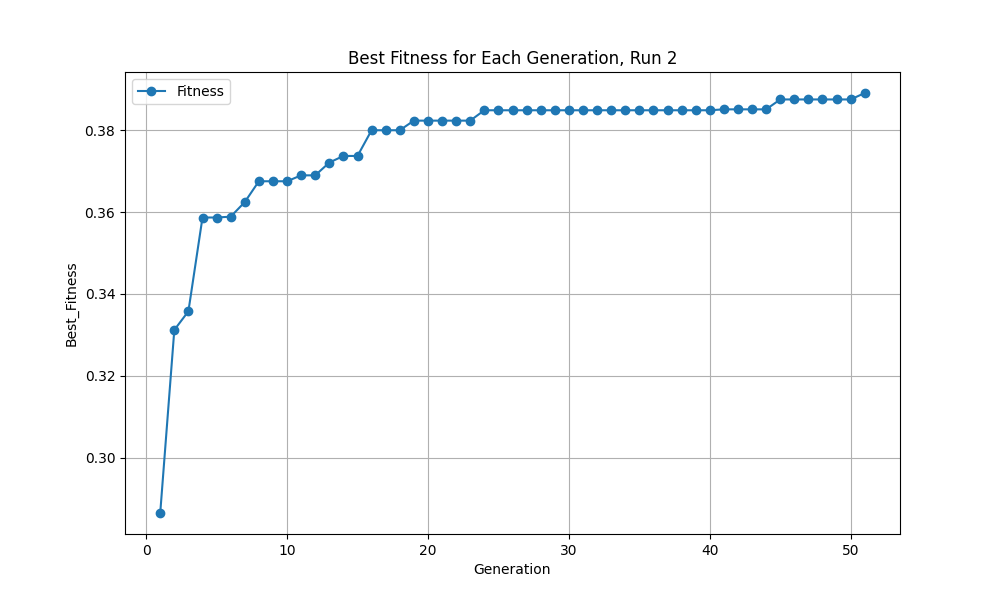 Best Fitness for Each Generation, Run 2
Fitness
0.38
0.36
0.34
0.32
0.30
Best_Fitness
0 10 20 30 40 50
Generation